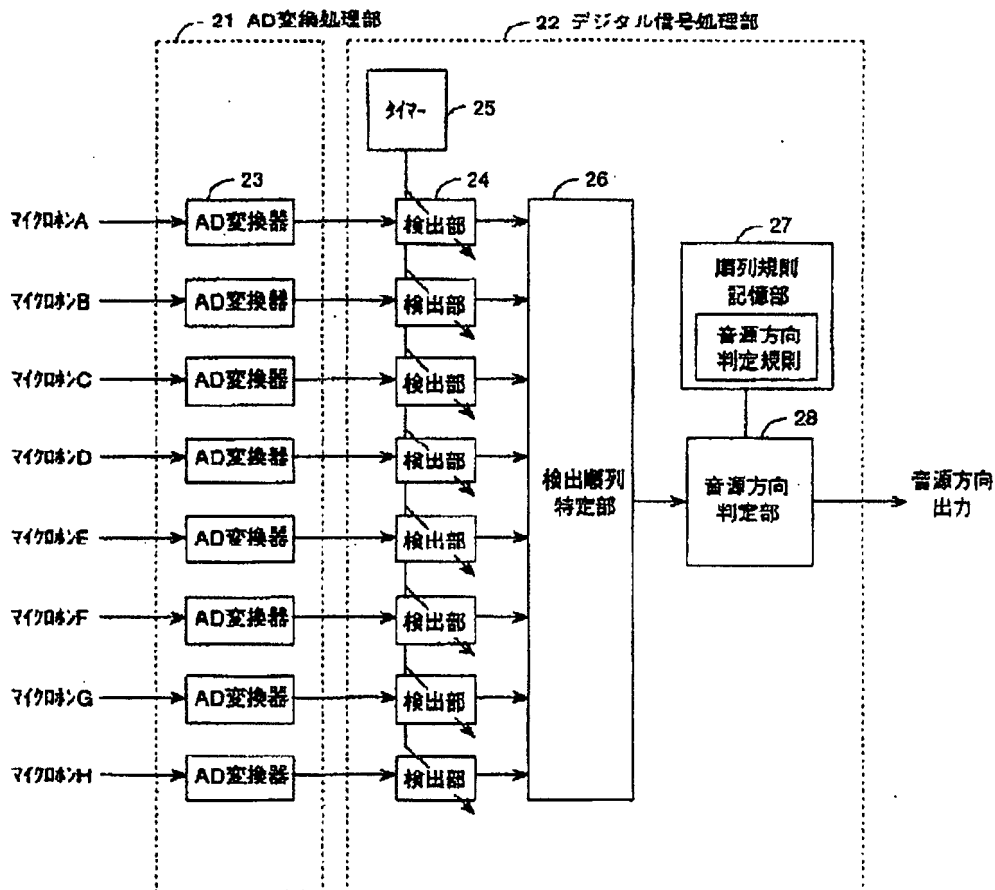 21 AD変換処理部
22 デジタル信号処理部
タイマー
25
23
24
26
マイクロホンA
AD変換器
検出部
27
順列規則
記憶部
音源方向
判定規則
マイクロホンB
AD変換器
検出部
マイクロホンC
AD変換器
検出部
28
マイクロホンD
AD変換器
検出部
検出順列
特定部
音源方向
判定部
音源方向
出力
マイクロホンE
AD変換器
検出部
マイクロホンF
AD変換器
検出部
マイクロホンG
AD変換器
検出部
マイクロホンH
AD変換器
検出部